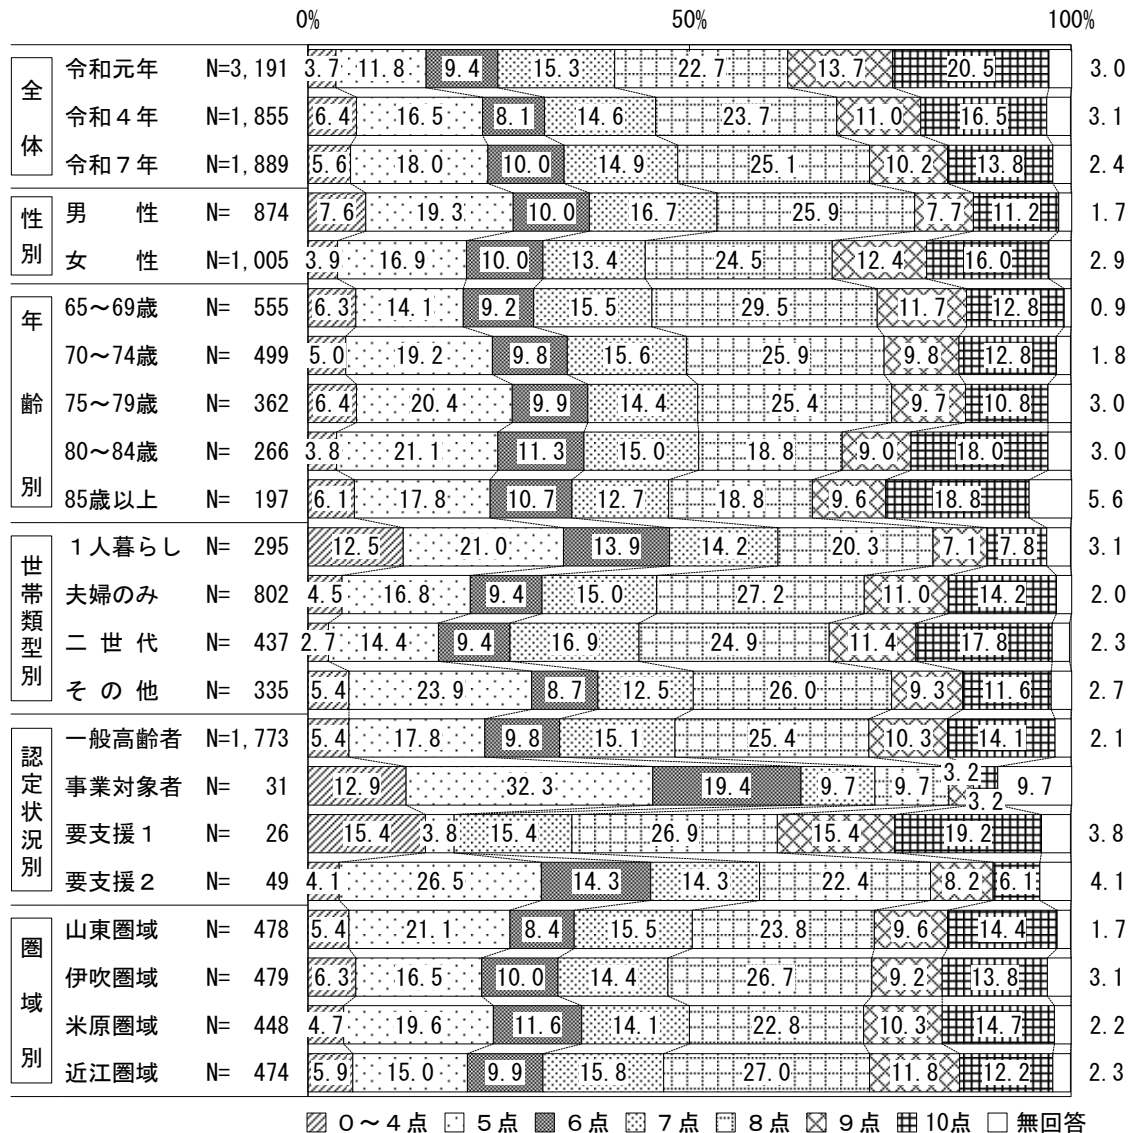 0% 50% 100%
全体
令和元年 N=3,191 3.7 11.8 9.4 15.3 22.7 13.7 20.5 3.0
令和４年 N=1,855 6.4 16.5 8.1 14.6 23.7 11.0 16.5 3.1
令和７年 N=1,889 5.6 18.0 10.0 14.9 25.1 10.2 13.8 2.4
性別
男性 N= 874 7.6 19.3 10.0 16.7 25.9 7.7 11.2 1.7
女性 N=1,005 3.9 16.9 10.0 13.4 24.5 12.4 16.0 2.9
年齢別
65～69歳 N= 555 6.3 14.1 9.2 15.5 29.5 11.7 12.8 0.9
70～74歳 N= 499 5.0 19.2 9.8 15.6 25.9 9.8 12.8 1.8
75～79歳 N= 362 6.4 20.4 9.9 14.4 25.4 9.7 10.8 3.0
80～84歳 N= 266 3.8 21.1 11.3 15.0 18.8 9.0 18.0 3.0
85歳以上 N= 197 6.1 17.8 10.7 12.7 18.8 9.6 18.8 5.6
世帯類型別
１人暮らし N= 295 12.5 21.0 13.9 14.2 20.3 7.1 7.8 3.1
夫婦のみ N= 802 4.5 16.8 9.4 15.0 27.2 11.0 14.2 2.0
二世代 N= 437 2.7 14.4 9.4 16.9 24.9 11.4 17.8 2.3
その他 N= 335 5.4 23.9 8.7 12.5 26.0 9.3 11.6 2.7
認定状況別
一般高齢者 N=1,773 5.4 17.8 9.8 15.1 25.4 10.3 14.1 2.1
事業対象者 N= 31 12.9 32.3 19.4 9.7 9.7 3.2 3.2 9.7
要支援１ N= 26 15.4 3.8 15.4 26.9 15.4 19.2 3.8
要支援２ N= 49 4.1 26.5 14.3 14.3 22.4 8.2 6.1 4.1
圏域別
山東圏域 N= 478 5.4 21.1 8.4 15.5 23.8 9.6 14.4 1.7
伊吹圏域 N= 479 6.3 16.5 10.0 14.4 26.7 9.2 13.8 3.1
米原圏域 N= 448 4.7 19.6 11.6 14.1 22.8 10.3 14.7 2.2
近江圏域 N= 474 5.9 15.0 9.9 15.8 27.0 11.8 12.2 2.3
０～４点 ５点 ６点 ７点 ８点 ９点 10点 無回答